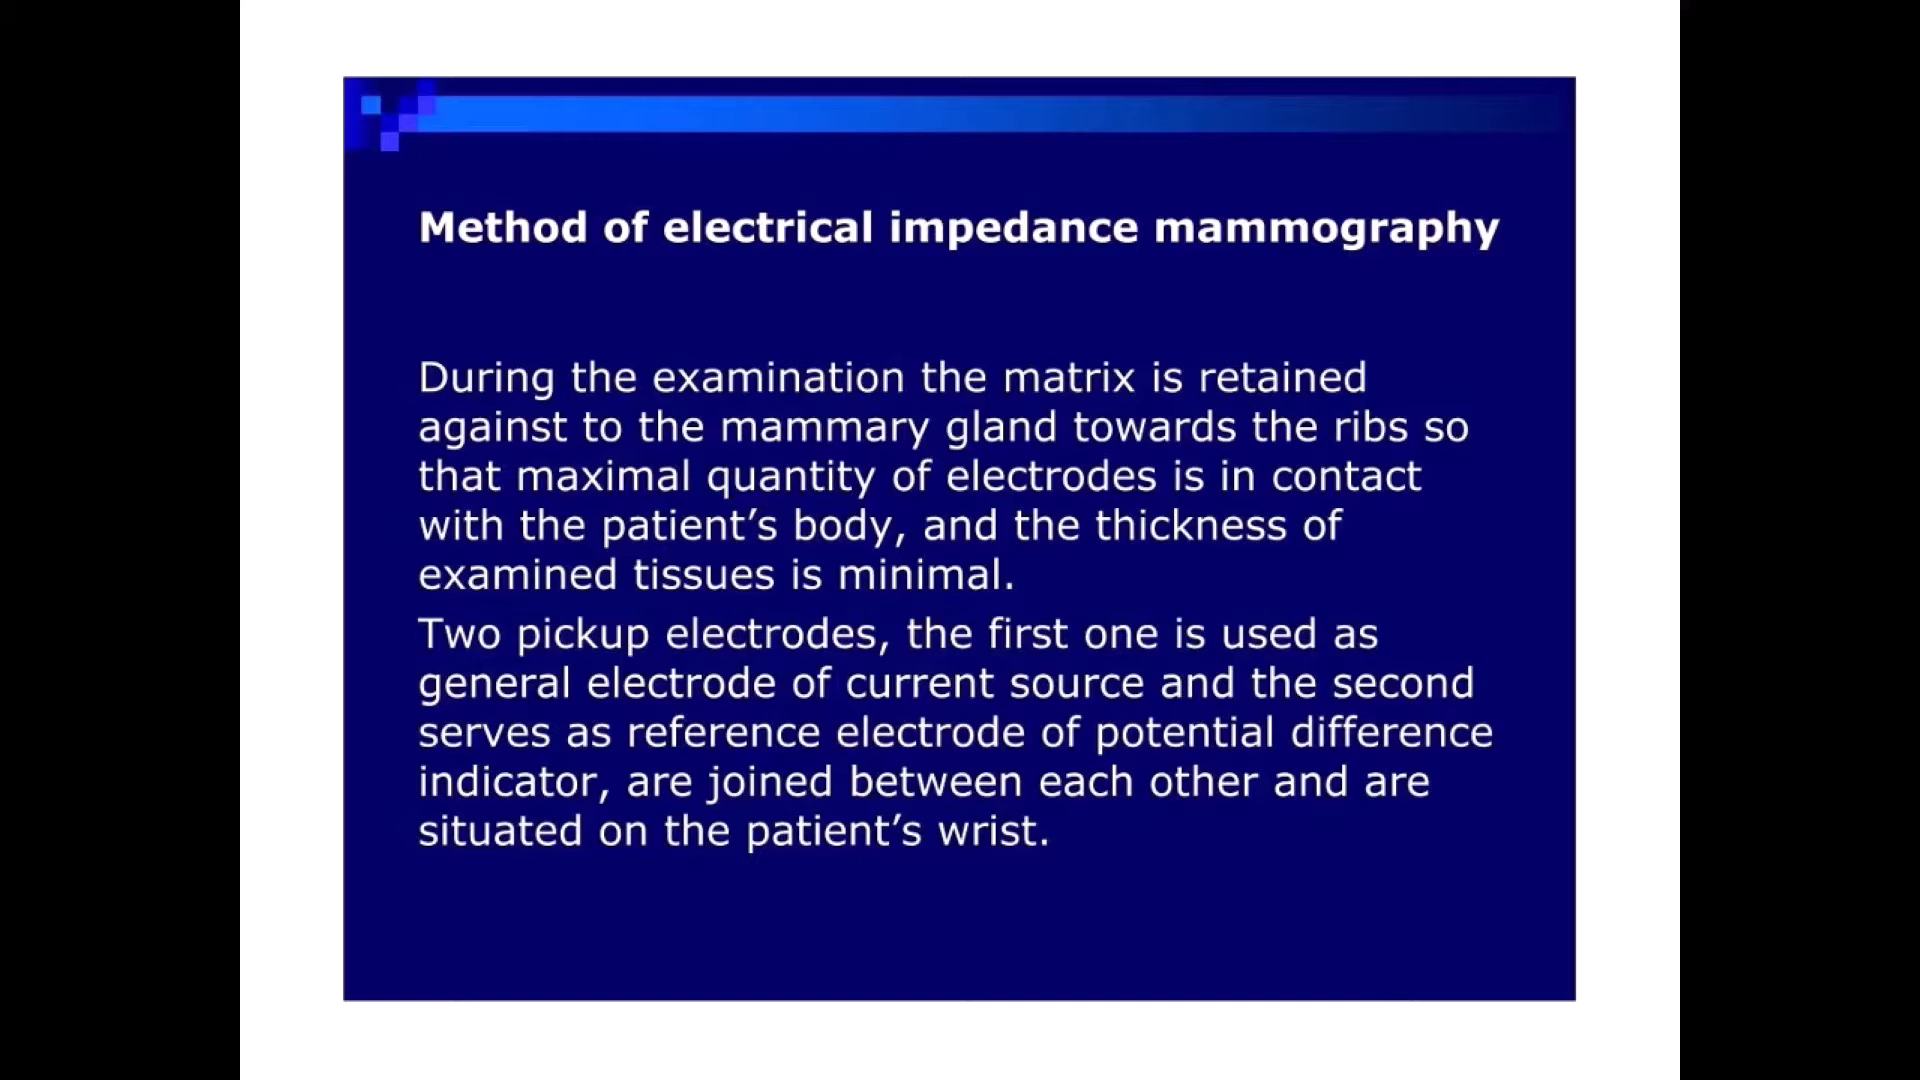 Method of electrical impedance mammography
During the examination the matrix is retained
against to the mammary gland towards the ribs so
that maximal quantity of electrodes is in contact
with the patient’s body, and the thickness of
examined tissues is minimal.
Two pickup electrodes, the first one is used as
general electrode of current source and the second
serves as reference electrode of potential difference
indicator, are joined between each other and are
situated on the patient’s wrist.